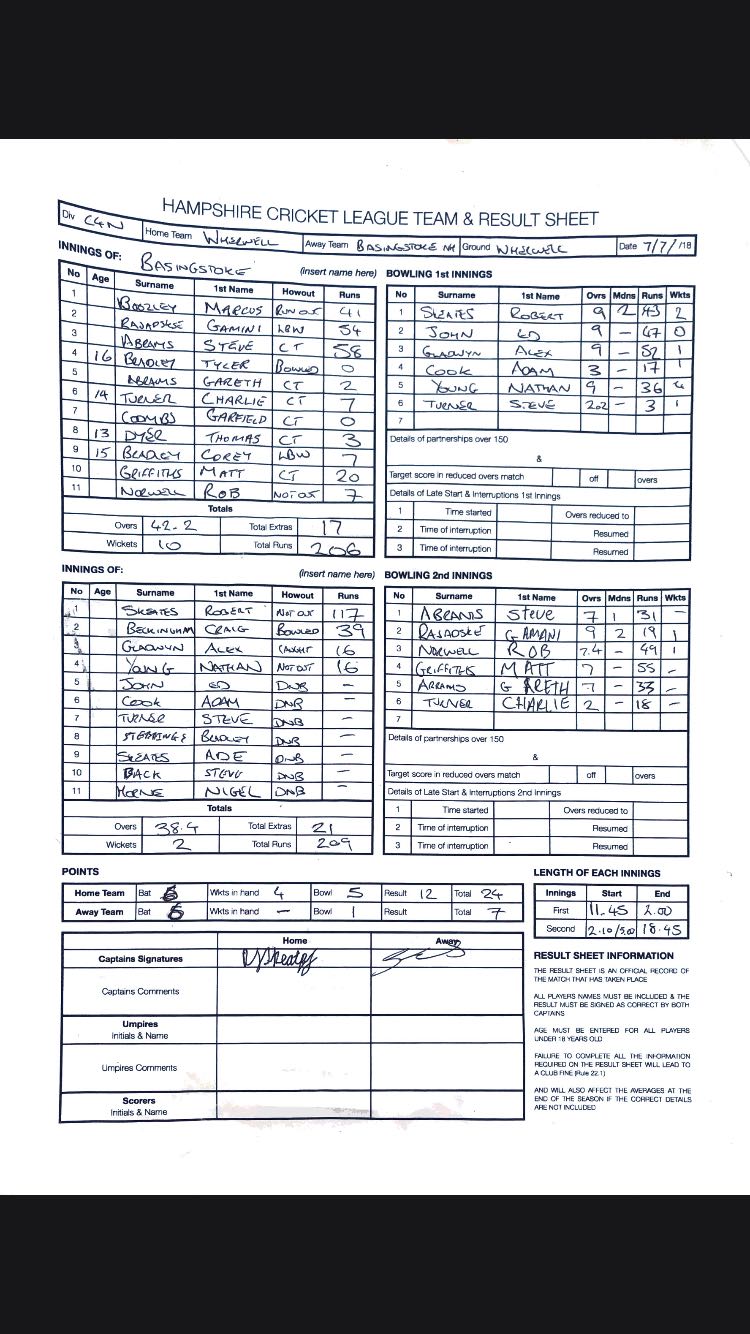 HAMPSHIRE CRICKET LEAGUE TEAM & RESULT SHEET
Div C4N Home Team WHERWELL Away Team BASINGSTOKE NH Ground WHERWELL Date 7/7/18
INNINGS OF: BASINGSTOKE (insert name here)
No Age Surname 1st Name Howout Runs
1 BOOZLEY MARCUS RUN OUT 41
2 RAJAPSKSE GAMINI LBW 54
3 ABRAMS STEVE CT 58
4 16 BRADLEY TYLER BOWLED 0
5 ABRAMS GARETH CT 2
6 14 TURNER CHARLIE CT 7
7 COOMBS GARFIELD CT 0
8 13 DYER THOMAS CT 3
9 15 BRADLEY COREY LBW 7
10 GRIFFITHS MATT CT 20
11 NORWELL ROB NOT OUT 7
Totals
Overs 42.2 Total Extras 17
Wickets 10 Total Runs 206
BOWLING 1ST INNINGS
No Surname 1st Name Ovrs Mdns Runs Wkts
1 SKEATES ROBERT 9 2 43 2
2 JOHN ED 9 - 47 0
3 GLADWYN ALEX 9 - 52 1
4 COOK ADAM 3 - 17 1
5 YOUNG NATHAN 9 - 36 4
6 TURNER STEVE - 3 1
7
Details of partnerships over 150
&
Target score in reduced overs match off overs
Details of Late Start & Interruptions 1st Innings
1 Time started Overs reduced to
2 Time of interruption Resumed
3 Time of interruption Resumed
INNINGS OF: (insert name here)
No Age Surname 1st Name Howout Runs
1 SKEATES ROBERT NOT OUT 117
2 BECKINGHAM CRAIG BOWLED 39
3 GLADWYN ALEX CAUGHT 16
4 YOUNG NATHAN NOT OUT 16
5 JOHN ED DNB -
6 COOK ADAM DNB -
7 TURNER STEVE DNB -
8 BRADLEY DNB -
9 SKEATES ADE DNB -
10 BACK STEVE DNB -
11 HORNE NIGEL DNB -
Totals
Overs 38.4 Total Extras 21
Wickets 2 Total Runs 209
BOWLING 2ND INNINGS
No Surname 1st Name Ovrs Mdns Runs Wkts
1 ABRAMS Steve 7 1 31 -
2 RAJAPSKE GAMANI 9 2 19 1
3 NORWELL ROB 7.4 - 49 1
4 GRIFFITHS MATT 7 - 55 -
5 ABRAMS GARETH 7 - 33 -
6 TURNER CHARLIE 2 - 18 -
7
Details of partnerships over 150
&
Target score in reduced overs match off overs
Details of Late Start & Interruptions 2nd Innings
1 Time started Overs reduced to
2 Time of interruption Resumed
3 Time of interruption Resumed
POINTS
Home Team Bat Wkts in hand 4 Bowl 5 Result 12 Total 24
Away Team Bat Wkts in hand - Bowl 1 Result Total 7
LENGTH OF EACH INNINGS
Innings Start End
First 11.45 2.00
Second 2.10/5.00 18.45
Home Away
Captains Signatures
Captains Comments
Umpires
Initials & Name
Umpires Comments
Scorers
Initials & Name
RESULT SHEET INFORMATION
THE RESULT SHEET IS AN OFFICIAL RECORD OF
THE MATCH THAT HAS TAKEN PLACE
ALL PLAYERS NAMES MUST BE INCLUDED & THE
RESULT MUST BE SIGNED AS CORRECT BY BOTH
CAPTAINS
AGE MUST BE ENTERED FOR ALL PLAYERS
UNDER 18 YEARS OLD
FAILURE TO COMPLETE ALL THE INFORMATION
REQUIRED ON THE RESULT SHEET WILL LEAD TO
A CLUB FINE (Rule 22.1)
AND WILL ALSO AFFECT THE AVERAGES AT THE
END OF THE SEASON IF THE CORRECT DETAILS
ARE NOT INCLUDED